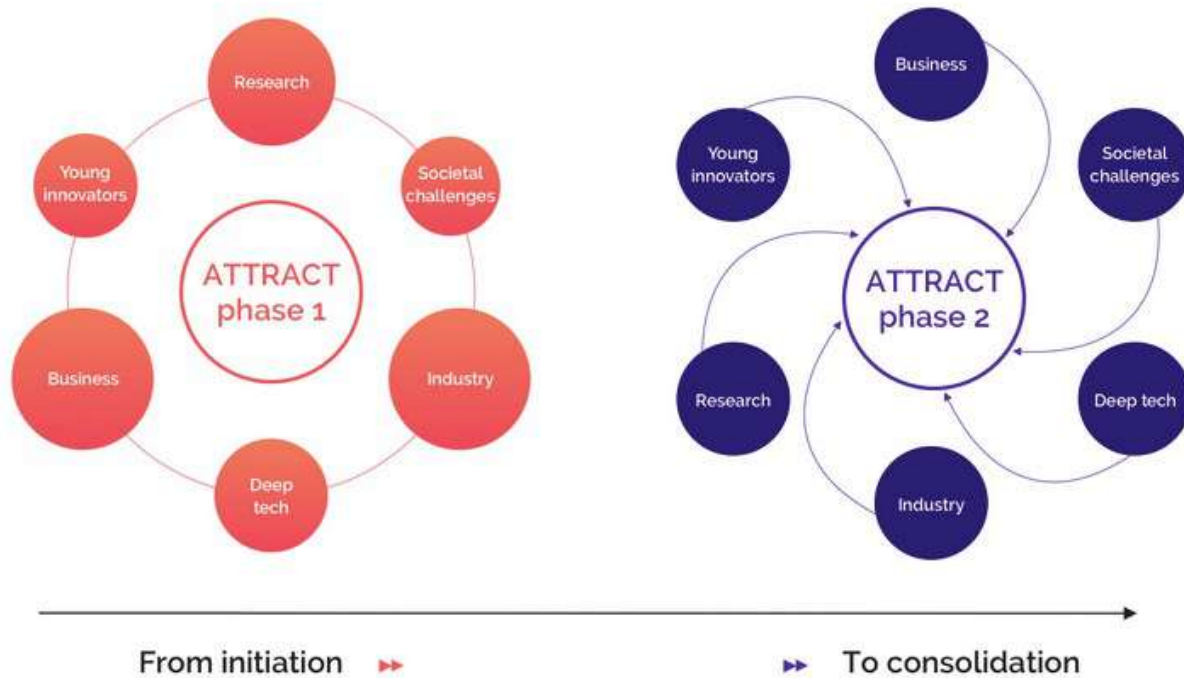 Research
Young
innovators
Societal
challenges
ATTRACT
phase 1
Business
Industry
Deep
tech
Business
Young
innovators
Societal
challenges
ATTRACT
phase 2
Research
Deep tech
Industry
From initiation
To consolidation